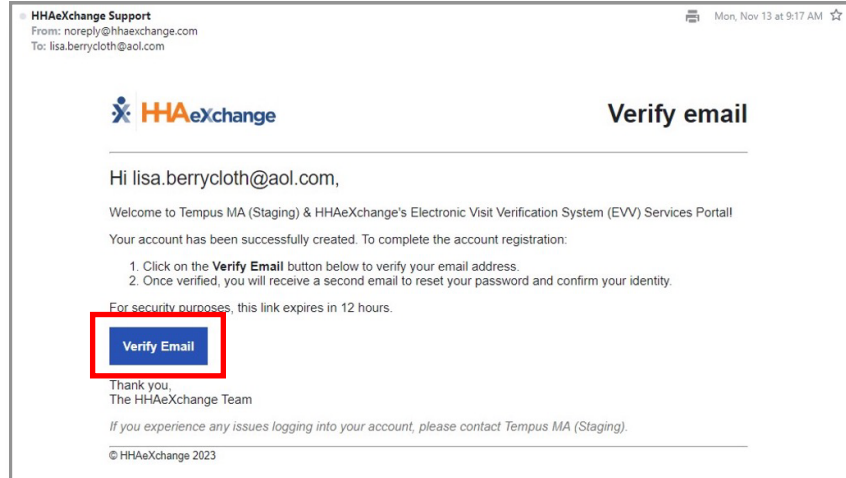 HHAeXchange Support
Mon, Nov 13 at 9:17 AM
From: noreply@hhaexchange.com
To: lisa.berrycloth@aol.com
HHAeXchange
Verify email
Hi lisa.berrycloth@aol.com,
Welcome to Tempus MA (Staging) & HHAeXchange's Electronic Visit Verification System (EVV) Services Portal!
Your account has been successfully created. To complete the account registration:
1. Click on the Verify Email button below to verify your email address.
2. Once verified, you will receive a second email to reset your password and confirm your identity.
For security purposes, this link expires in 12 hours.
Verify Email
Thank you,
The HHAeXchange Team
If you experience any issues logging into your account, please contact Tempus MA (Staging).
© HHAeXchange 2023